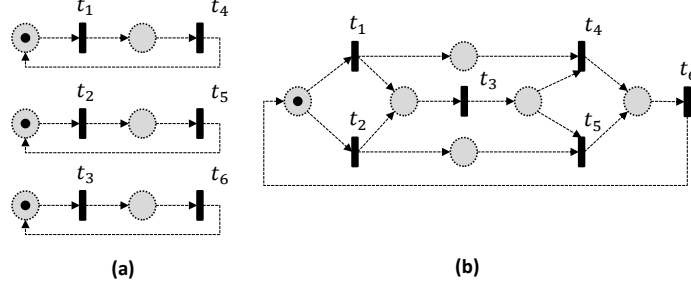 t₁ t₄
t₂ t₅
t₃ t₆
(a)
t₁ t₄
t₃ t₆
t₂ t₅
(b)